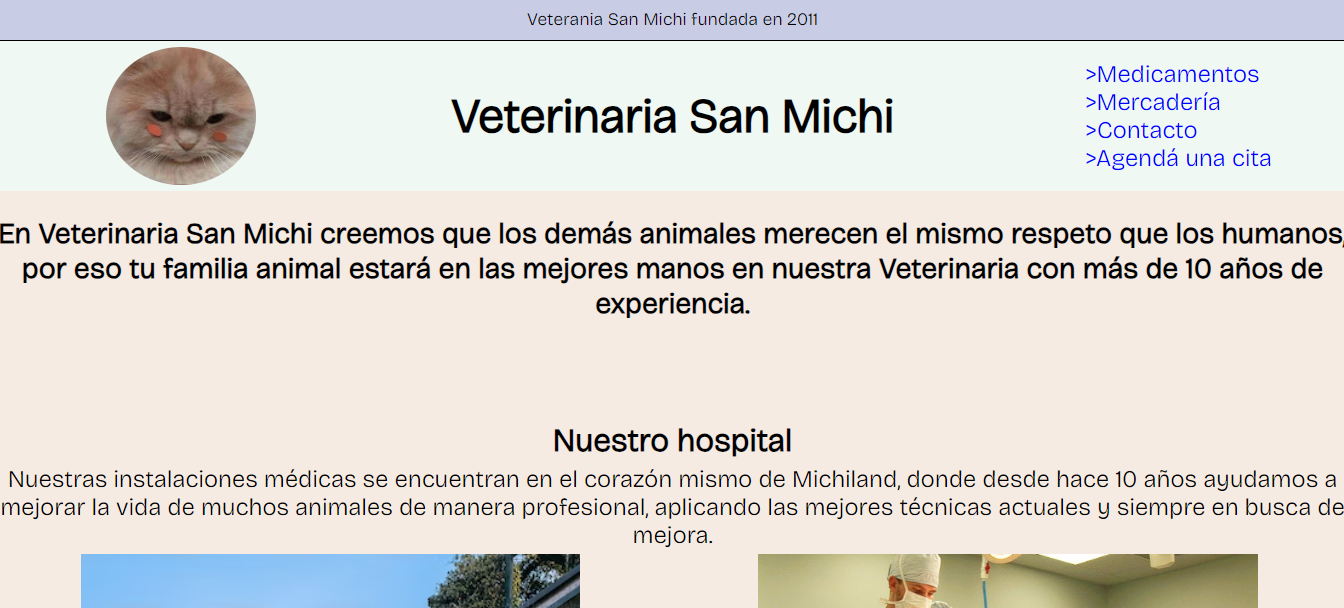 Veterania San Michi fundada en 2011
Veterinaria San Michi
>Medicamentos
>Mercadería
>Contacto
>Agendá una cita
En Veterinaria San Michi creemos que los demás animales merecen el mismo respeto que los humanos,
por eso tu familia animal estará en las mejores manos en nuestra Veterinaria con más de 10 años de
experiencia.
Nuestro hospital
Nuestras instalaciones médicas se encuentran en el corazón mismo de Michiland, donde desde hace 10 años ayudamos a
mejorar la vida de muchos animales de manera profesional, aplicando las mejores técnicas actuales y siempre en busca de
mejora.